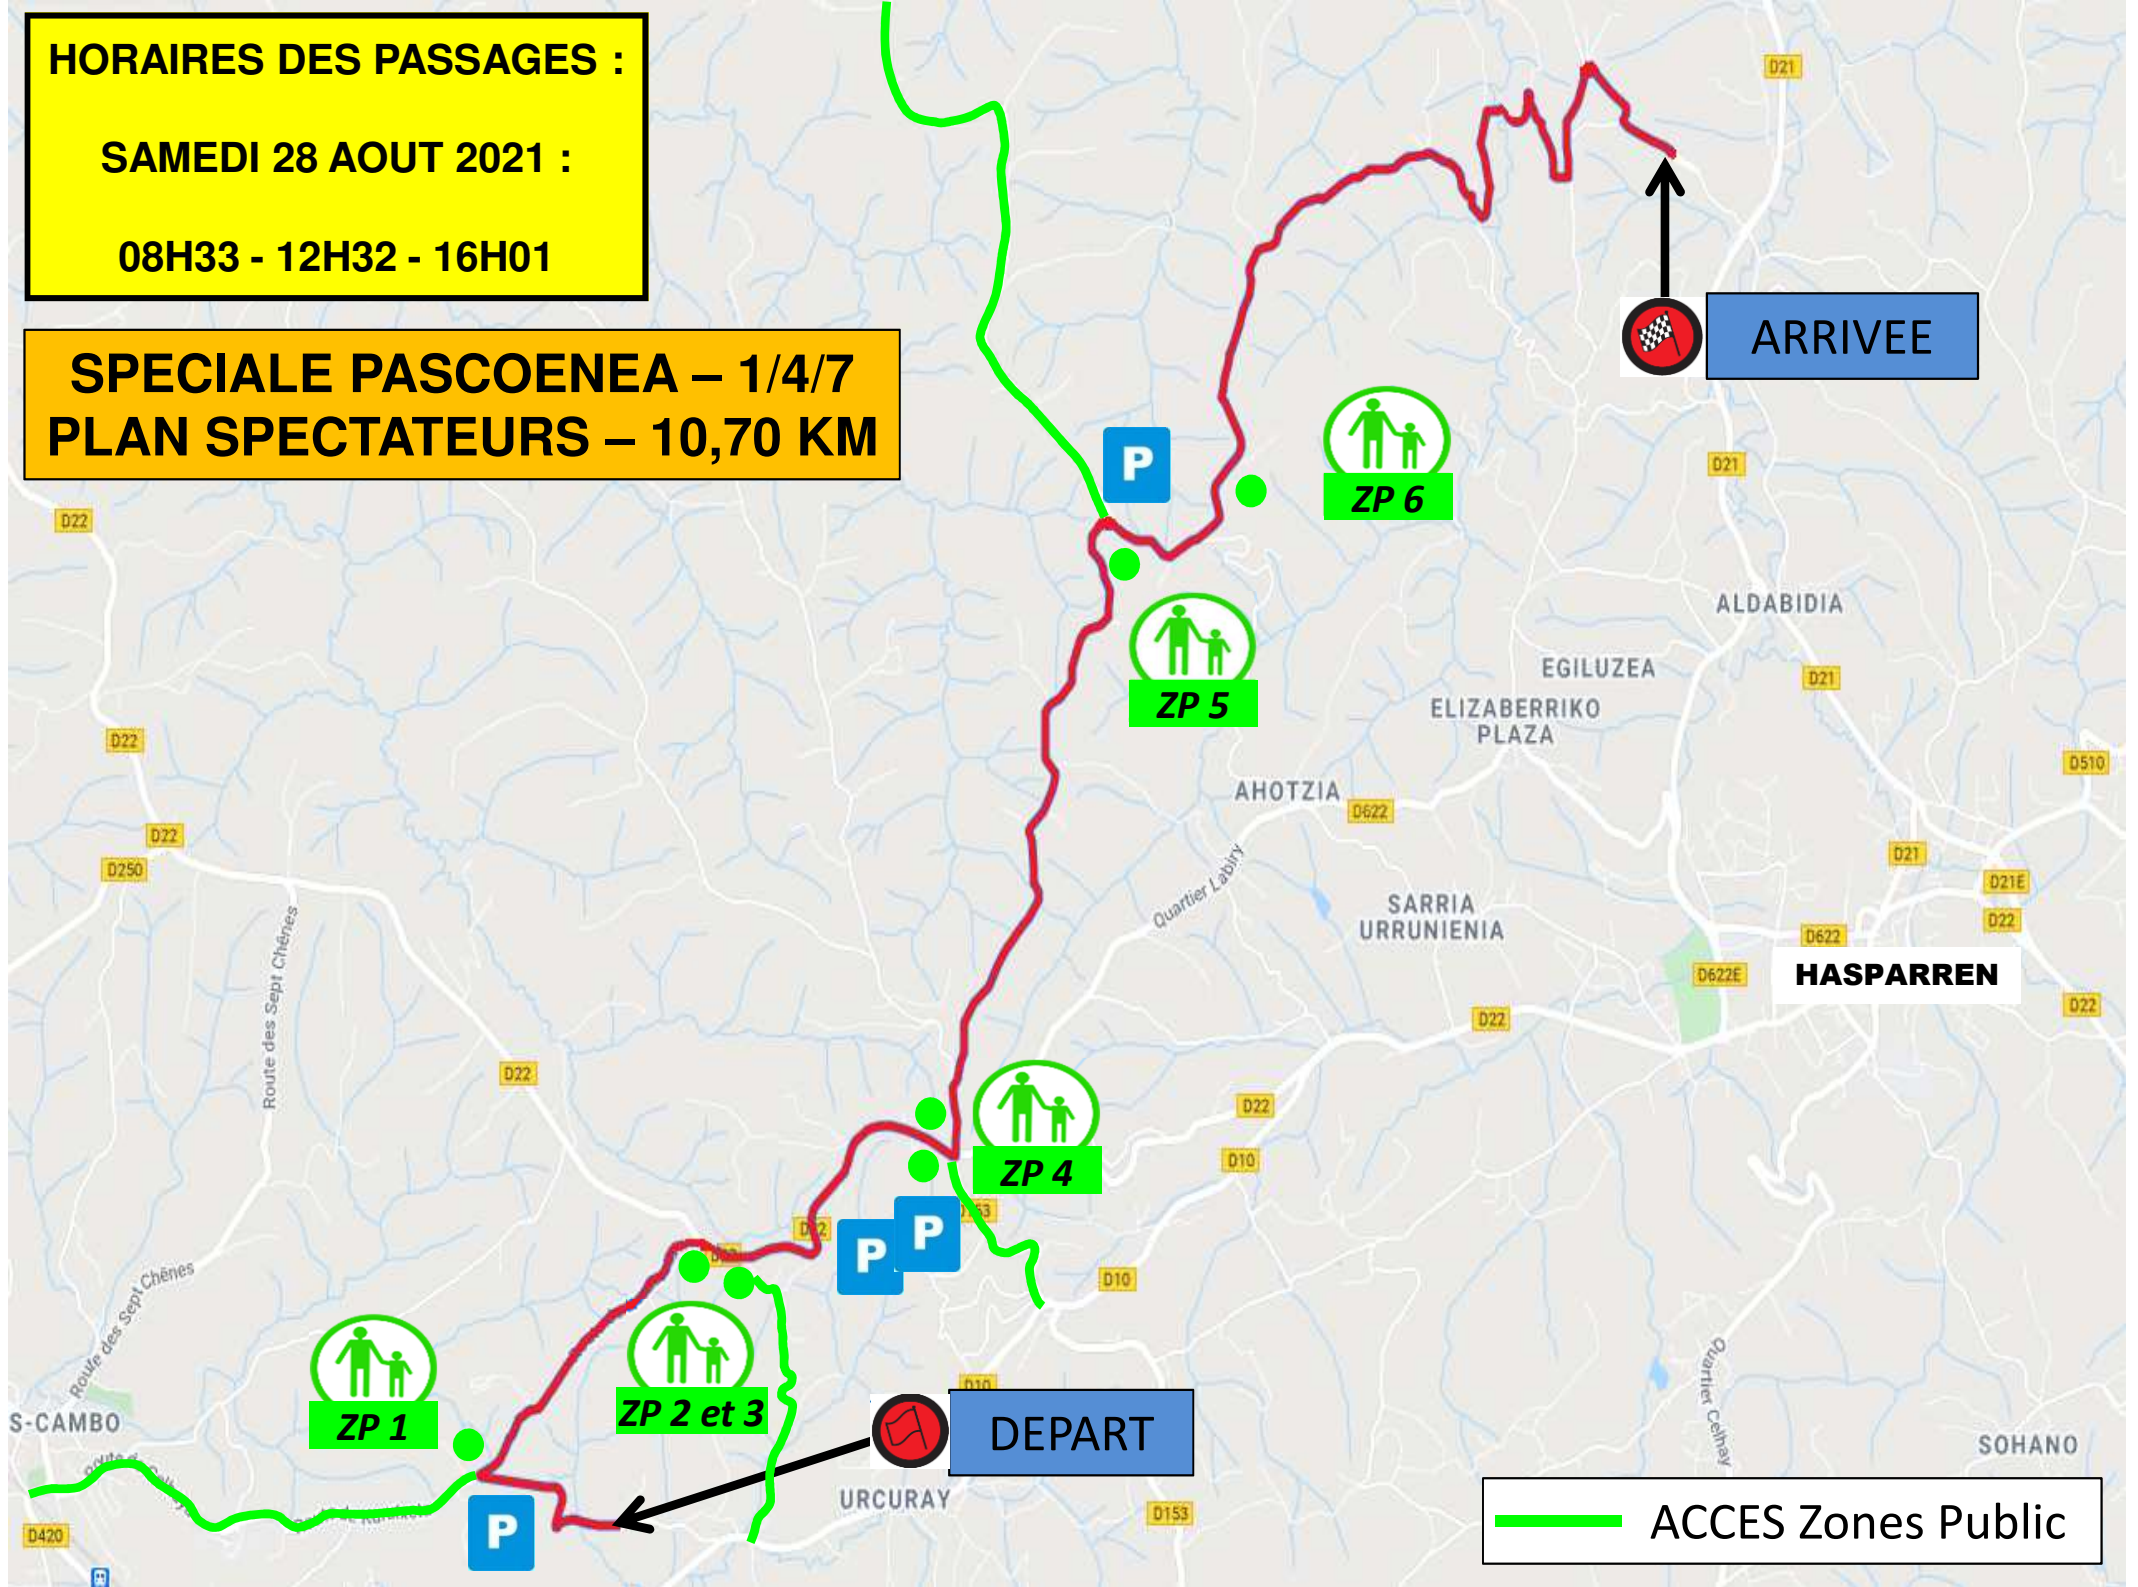 HORAIRES DES PASSAGES :
SAMEDI 28 AOUT 2021 :
08H33 - 12H32 - 16H01
SPECIALE PASCOENEA – 1/4/7
PLAN SPECTATEURS – 10,70 KM
D21
P
ARRIVEE
ZP 6
D21
D22
ALDABIDIA
ZP 5
EGILUZEA
D21
ELIZABERRIKO
PLAZA
D22
D510
AHOTZIA
D622
D22
D250
D21
D21E
Quartier Labiry
SARRIA
URRUNIENIA
D22
D622
Route des Sept Chênes
D622E
HASPARREN
D22
D22
D22
D22
D10
ZP 4
P
P
D10
Route des Sept Chênes
ZP 1
ZP 2 et 3
D10
DEPART
Quartier Celhay
S-CAMBO
SOHANO
URCURAY
P
D153
D420
ACCES Zones Public